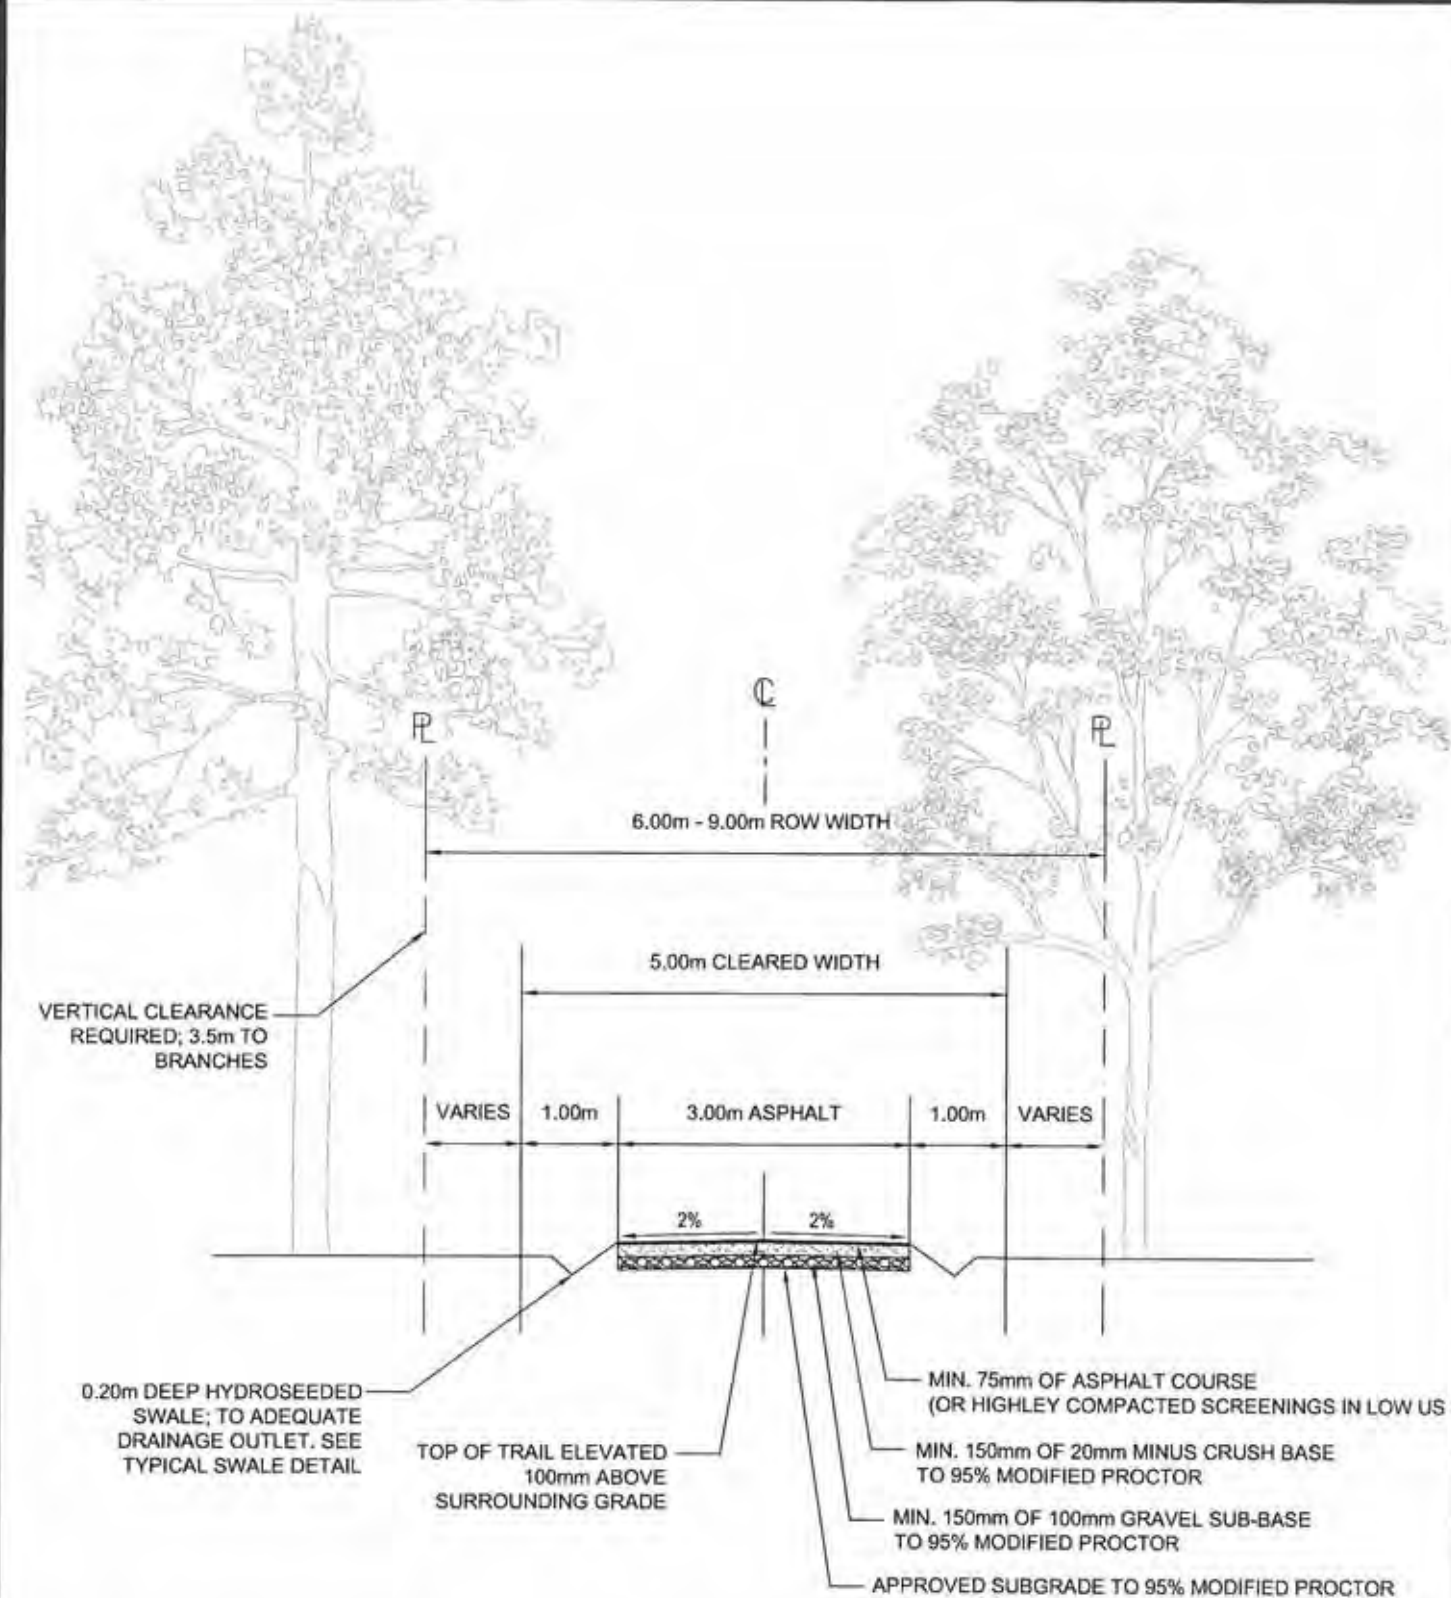 ℄
PL
PL
6.00m - 9.00m ROW WIDTH
5.00m CLEARED WIDTH
VERTICAL CLEARANCE
REQUIRED; 3.5m TO
BRANCHES
VARIES
1.00m
3.00m ASPHALT
1.00m
VARIES
2%
2%
0.20m DEEP HYDROSEEDED
SWALE; TO ADEQUATE
DRAINAGE OUTLET. SEE
TYPICAL SWALE DETAIL
TOP OF TRAIL ELEVATED
100mm ABOVE
SURROUNDING GRADE
MIN. 75mm OF ASPHALT COURSE
(OR HIGHLEY COMPACTED SCREENINGS IN LOW US
MIN. 150mm OF 20mm MINUS CRUSH BASE
TO 95% MODIFIED PROCTOR
MIN. 150mm OF 100mm GRAVEL SUB-BASE
TO 95% MODIFIED PROCTOR
APPROVED SUBGRADE TO 95% MODIFIED PROCTOR